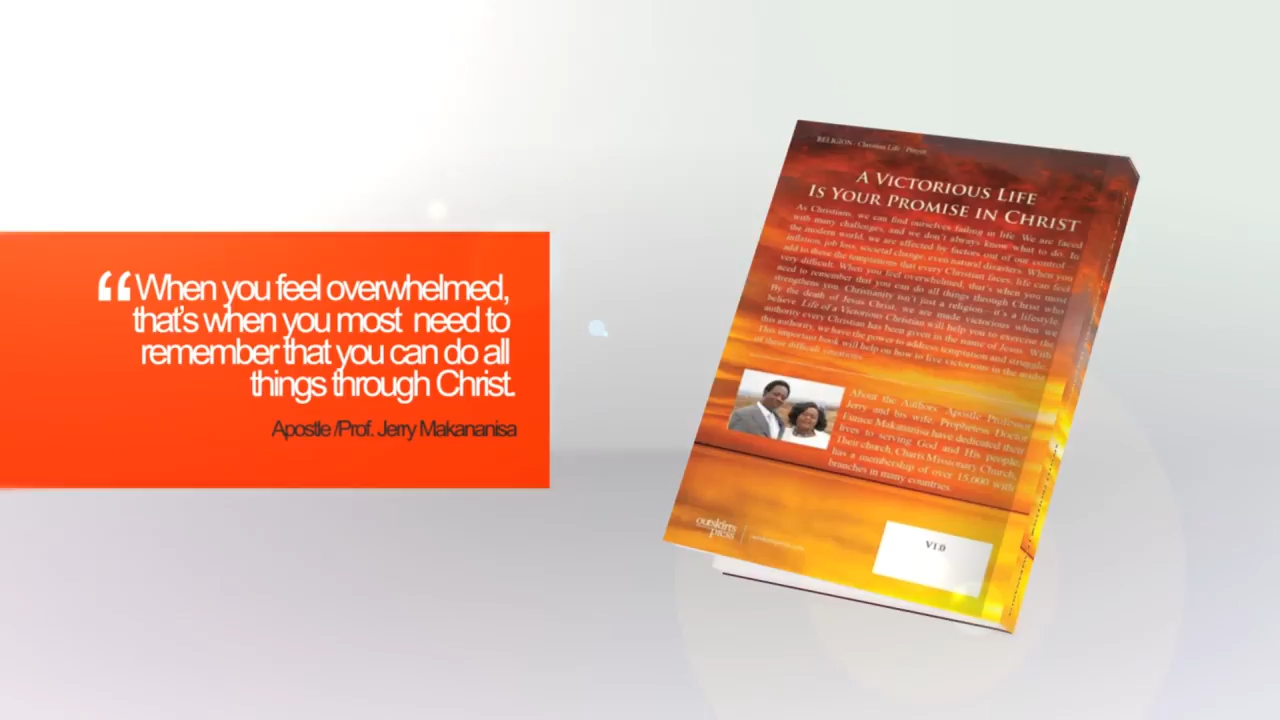 “When you feel overwhelmed,
that's when you most need to
remember that you can do all
things through Christ.
Apostle /Prof. Jerry Makananisa
RELIGION / Christian Life / Prayer
A Victorious Life
Is Your Promise in Christ
As Christians, we can find ourselves failing in life. We are faced
with many challenges, and we don't always know what to do. In
the modern world, we are affected by factors out of our control –
inflation, job loss, societal change, even natural disasters. When you
add to these the temptations that every Christian faces, life can feel
very difficult. When you feel overwhelmed, that's when you most
need to remember that you can do all things through Christ who
strengthens you. Christianity isn't just a religion – it's a lifestyle.
By the death of Jesus Christ, we are made victorious when we
believe. Life of a Victorious Christian will help you to exercise the
authority every Christian has been given in the name of Jesus. With
this authority, we have the power to address temptation and struggle.
This important book will help on how to live victorious in the midst
of these difficult
About the Authors: Apostle Professor
Jerry and his wife, Prophetess Doctor
Eunice Makananisa have dedicated their
lives to serving God and His people.
Their church, Charis Missionary Church,
has a membership of over 15,000 with
branches in many countries.
outskirts
press
V1.0